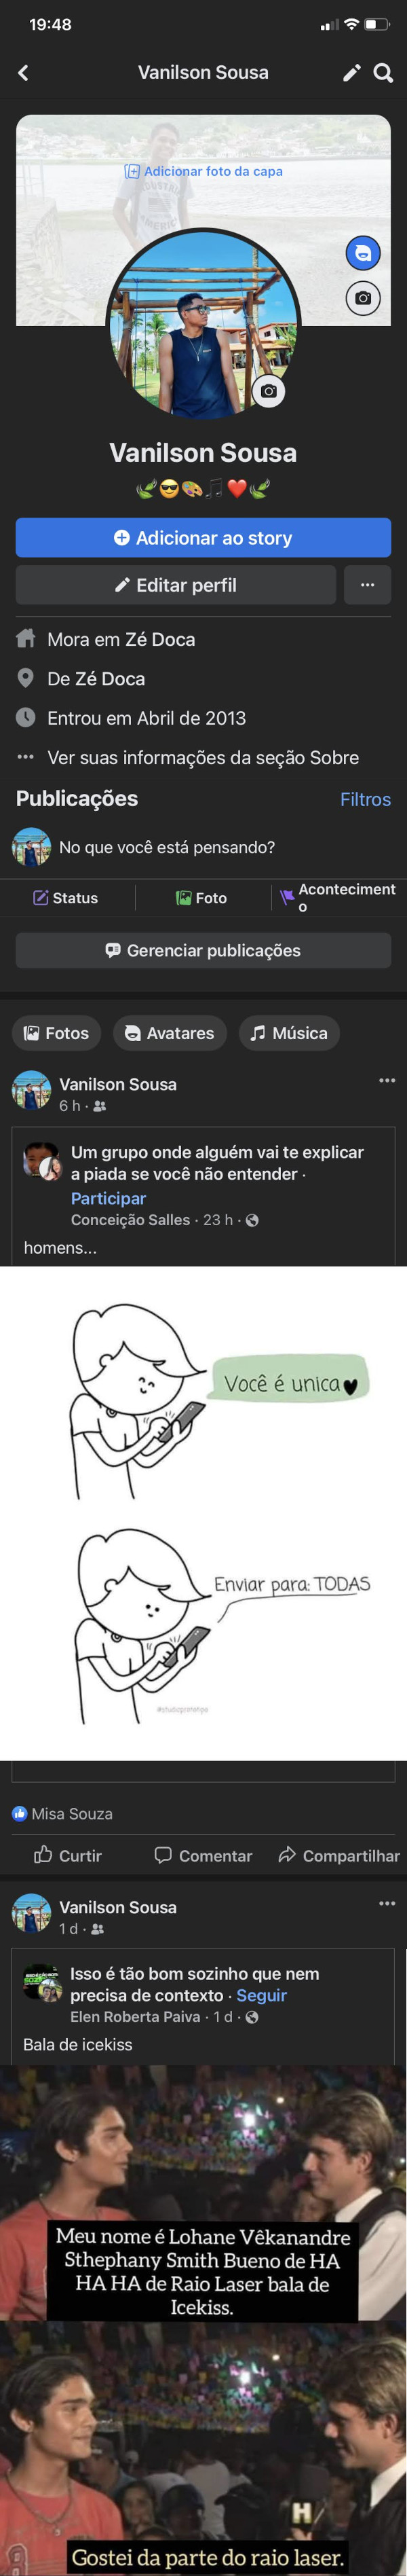 19:48
Vanilson Sousa
Adicionar foto da capa
Vanilson Sousa
🍃😎🎨🎵❤️🍃
Adicionar ao story
Editar perfil
Mora em Zé Doca
De Zé Doca
Entrou em Abril de 2013
Ver suas informações da seção Sobre
Publicações
Filtros
No que você está pensando?
Status
Foto
Acontecimento
Gerenciar publicações
Fotos
Avatares
Música
Vanilson Sousa
6 h ·
Um grupo onde alguém vai te explicar
a piada se você não entender ·
Participar
Conceição Salles · 23 h ·
homens...
Você é unica♥
Enviar para: TODAS
Misa Souza
Curtir
Comentar
Compartilhar
Vanilson Sousa
1 d ·
Isso é tão bom sozinho que nem
precisa de contexto · Seguir
Elen Roberta Paiva · 1 d ·
Bala de icekiss
Meu nome é Lohane Vêkanandre
Sthephany Smith Bueno de HA
HA HA de Raio Laser bala de
Icekiss.
H
Gostei da parte do raio laser.